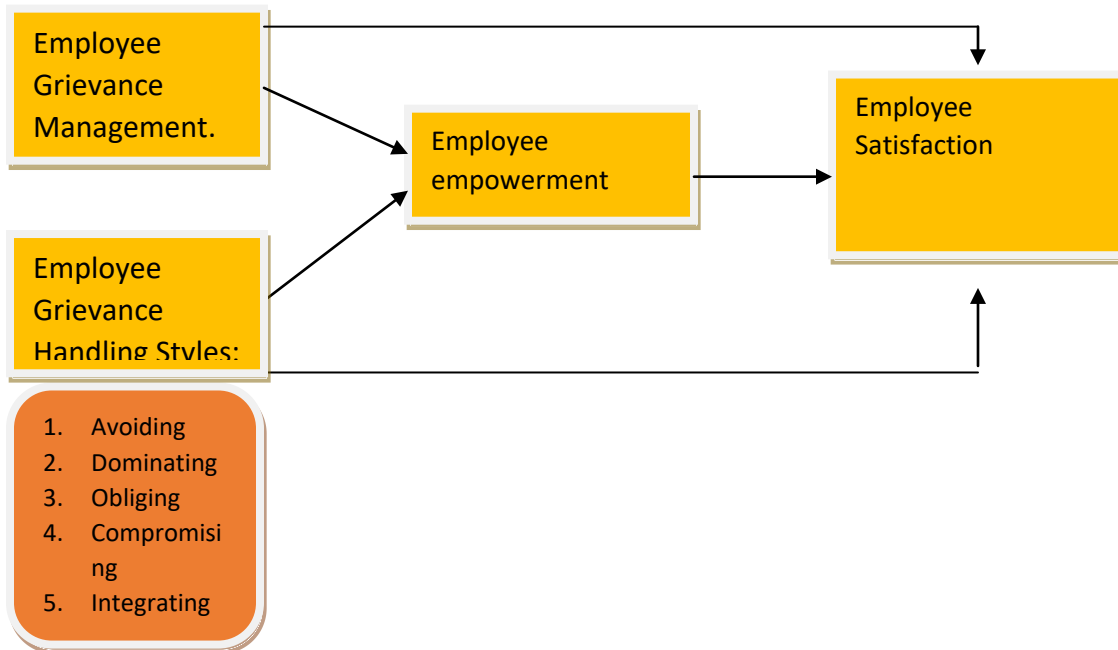 Employee
Grievance
Management.
Employee
empowerment
Employee
Satisfaction
Employee
Grievance
Handling Styles:
1. Avoiding
2. Dominating
3. Obliging
4. Compromisi
ng
5. Integrating